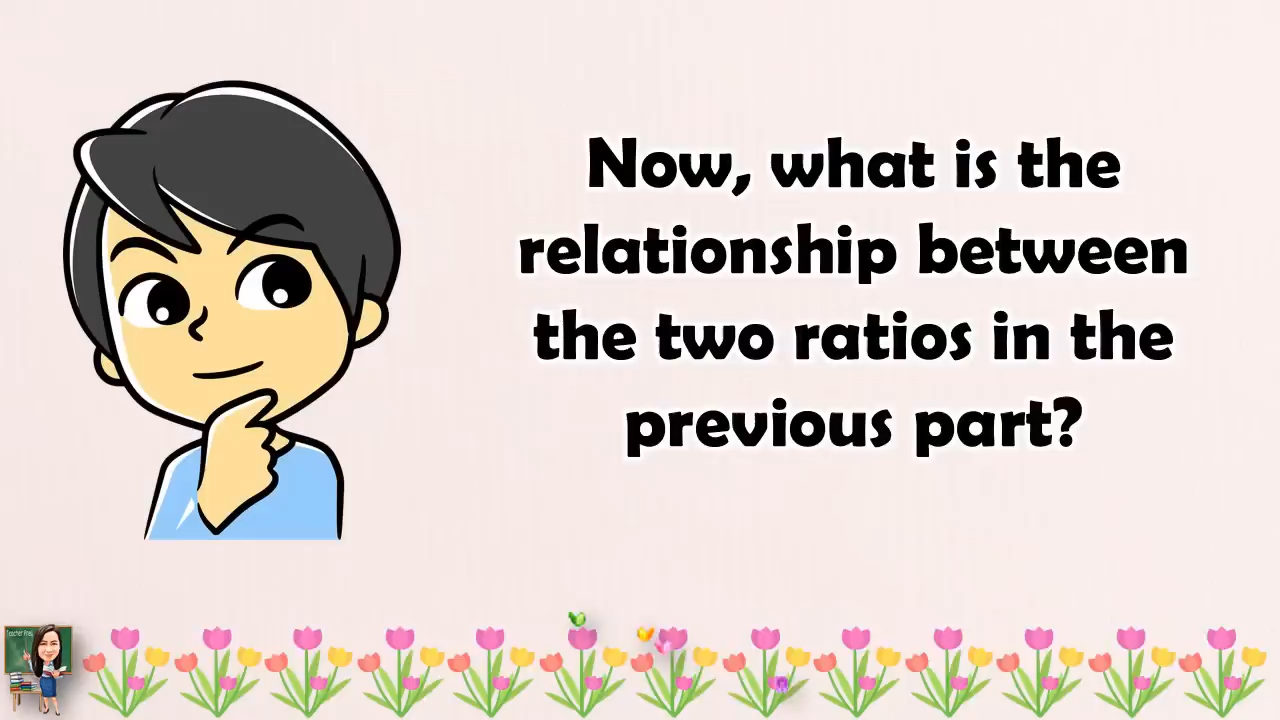 Now, what is the
relationship between
the two ratios in the
previous part?